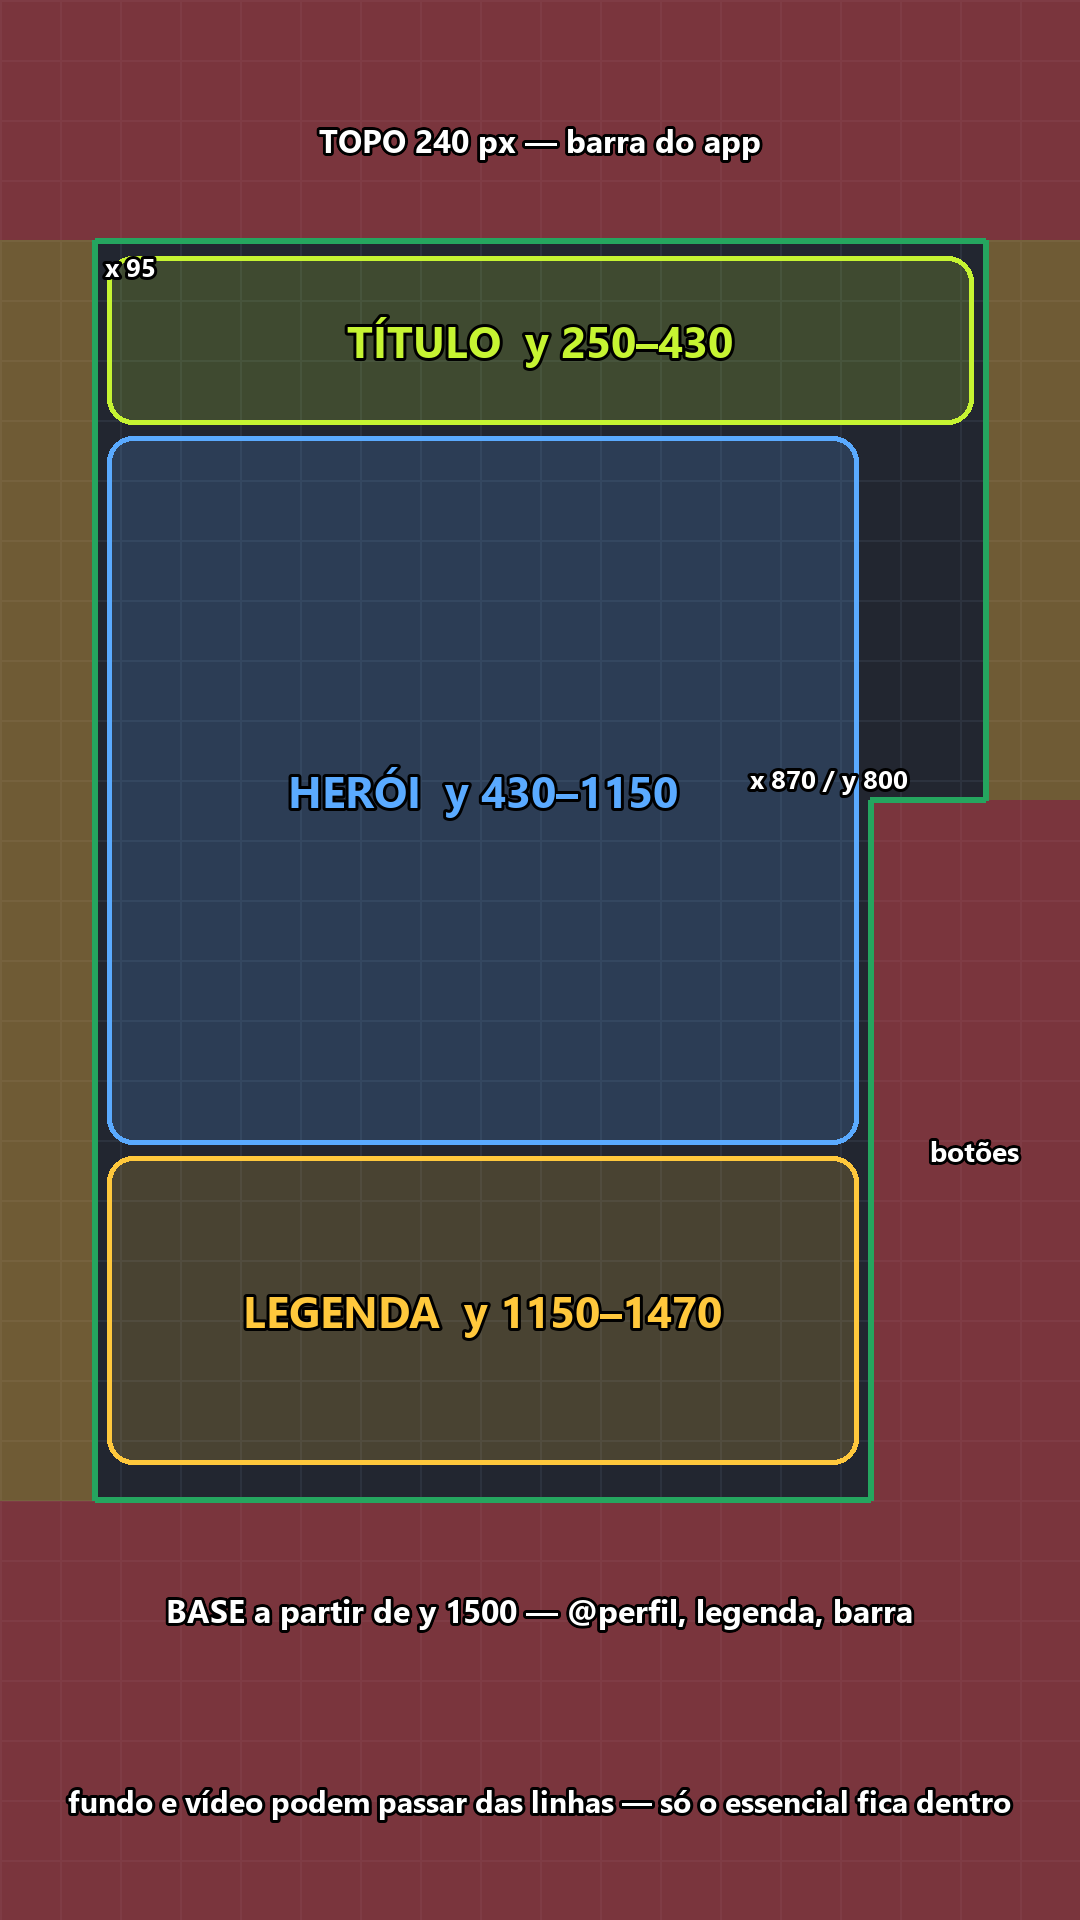 TOPO 240 px — barra do app
x 95
TÍTULO y 250–430
HERÓI y 430–1150
x 870 / y 800
botões
LEGENDA y 1150–1470
BASE a partir de y 1500 — @perfil, legenda, barra
fundo e vídeo podem passar das linhas — só o essencial fica dentro